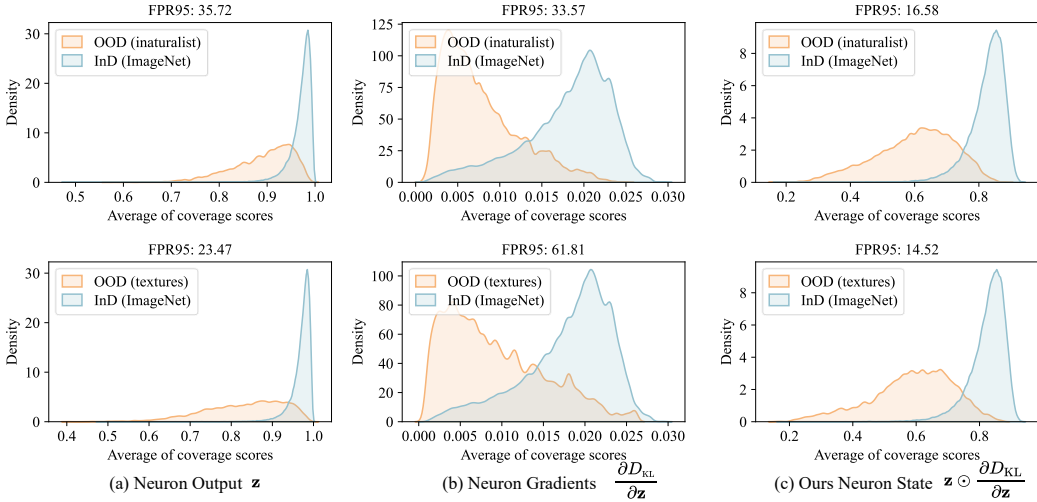 FPR95: 35.72
OOD (inaturalist)
InD (ImageNet)
Density
30
20
10
0
0.5 0.6 0.7 0.8 0.9 1.0
Average of coverage scores
FPR95: 33.57
OOD (inaturalist)
InD (ImageNet)
Density
125
100
75
50
25
0
0.000 0.005 0.010 0.015 0.020 0.025 0.030
Average of coverage scores
FPR95: 16.58
OOD (inaturalist)
InD (ImageNet)
Density
8
6
4
2
0
0.2 0.4 0.6 0.8
Average of coverage scores
FPR95: 23.47
OOD (textures)
InD (ImageNet)
Density
30
20
10
0
0.4 0.5 0.6 0.7 0.8 0.9 1.0
Average of coverage scores
FPR95: 61.81
OOD (textures)
InD (ImageNet)
Density
100
80
60
40
20
0
0.000 0.005 0.010 0.015 0.020 0.025 0.030
Average of coverage scores
FPR95: 14.52
OOD (textures)
InD (ImageNet)
Density
8
6
4
2
0
0.2 0.4 0.6 0.8
Average of coverage scores
(a) Neuron Output z
(b) Neuron Gradients ∂D_KL/∂z
(c) Ours Neuron State z ⊙ ∂D_KL/∂z